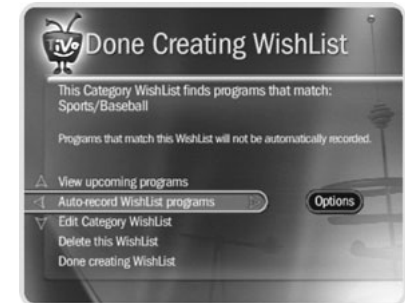 TiVo
Done Creating WishList
This Category WishList finds programs that match:
Sports/Baseball
Programs that match this WishList will not be automatically recorded.
View upcoming programs
Auto-record WishList programs
Options
Edit Category WishList
Delete this WishList
Done creating WishList